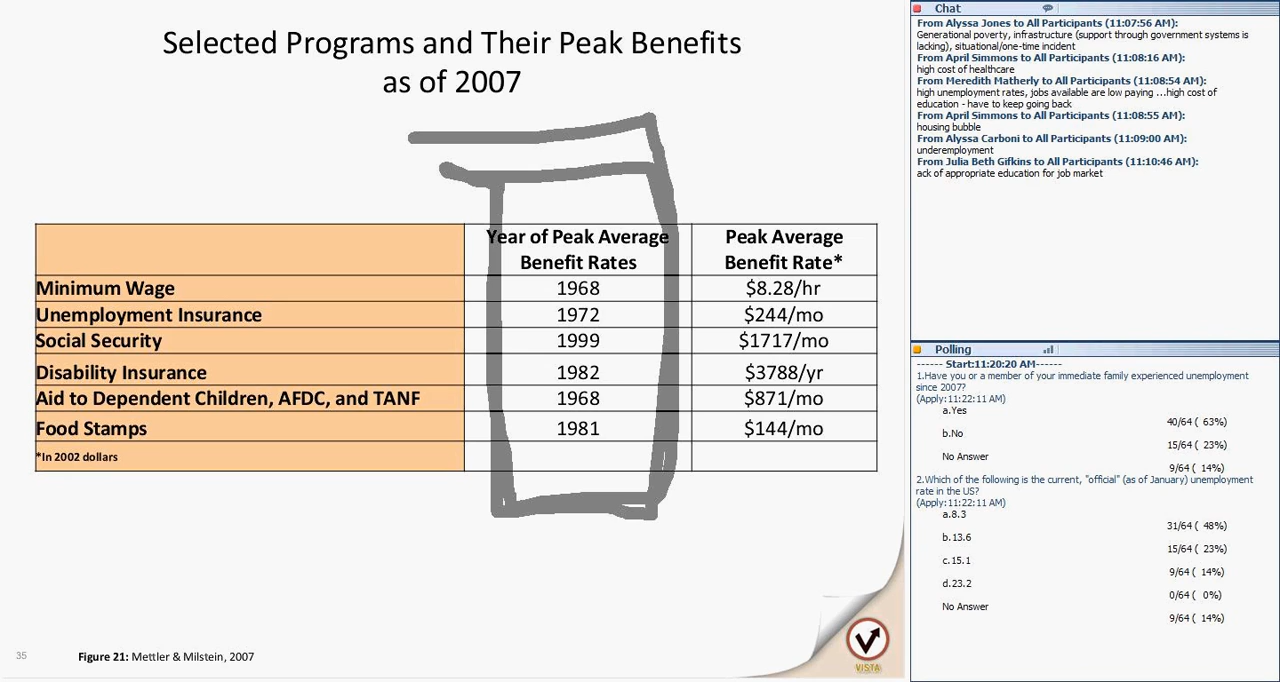 Selected Programs and Their Peak Benefits
as of 2007
Year of Peak Average
Benefit Rates
Peak Average
Benefit Rate*
Minimum Wage 1968 $8.28/hr
Unemployment Insurance 1972 $244/mo
Social Security 1999 $1717/mo
Disability Insurance 1982 $3788/yr
Aid to Dependent Children, AFDC, and TANF 1968 $871/mo
Food Stamps 1981 $144/mo
*In 2002 dollars
35
Figure 21: Mettler & Milstein, 2007
VISTA
Chat
From Alyssa Jones to All Participants (11:07:56 AM):
Generational poverty, infrastructure (support through government systems is
lacking), situational/one-time incident
From April Simmons to All Participants (11:08:16 AM):
high cost of healthcare
From Meredith Matherly to All Participants (11:08:54 AM):
high unemployment rates, jobs available are low paying ...high cost of
education - have to keep going back
From April Simmons to All Participants (11:08:55 AM):
housing bubble
From Alyssa Carboni to All Participants (11:09:00 AM):
underemployment
From Julia Beth Gifkins to All Participants (11:10:46 AM):
ack of appropriate education for job market
Polling
------ Start:11:20:20 AM------
1.Have you or a member of your immediate family experienced unemployment
since 2007?
(Apply:11:22:11 AM)
a.Yes
40/64 ( 63%)
b.No
15/64 ( 23%)
No Answer
9/64 ( 14%)
2.Which of the following is the current, "official" (as of January) unemployment
rate in the US?
(Apply:11:22:11 AM)
a.8.3
31/64 ( 48%)
b.13.6
15/64 ( 23%)
c.15.1
9/64 ( 14%)
d.23.2
0/64 ( 0%)
No Answer
9/64 ( 14%)